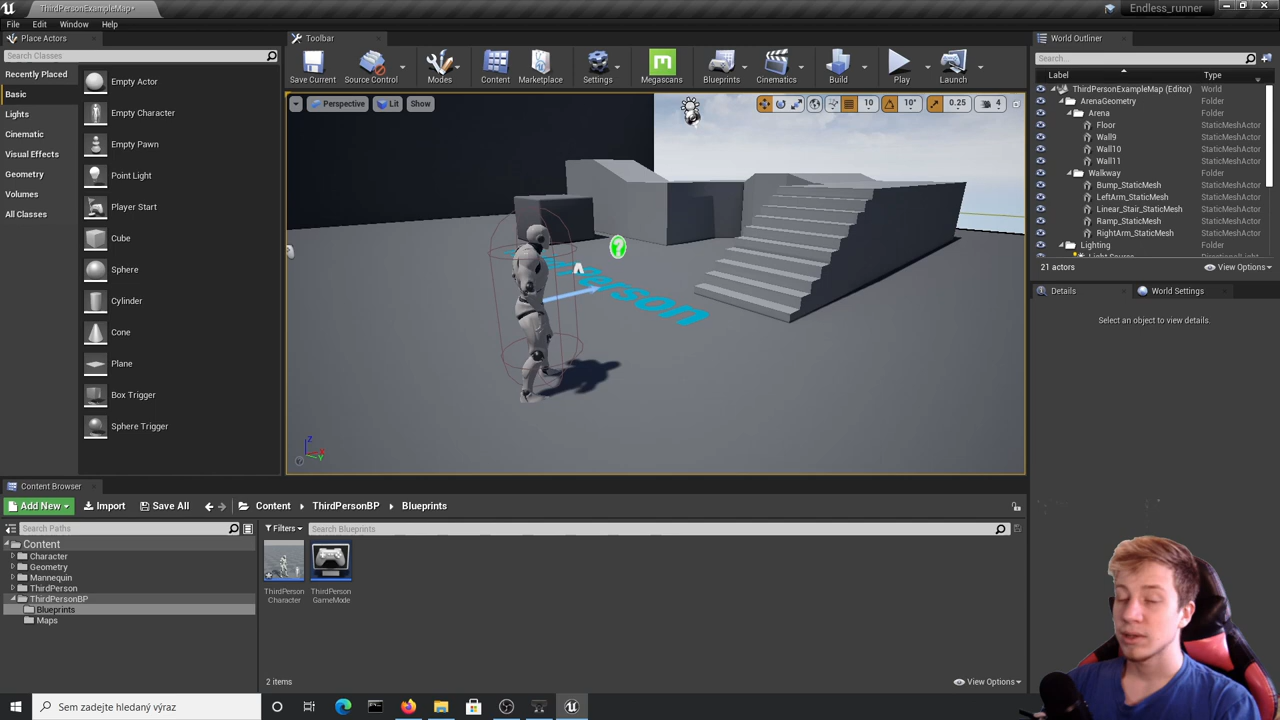 ThirdPersonExampleMap*
Endless_runner
File Edit Window Help
Place Actors
Search Classes
Recently Placed
Basic
Lights
Cinematic
Visual Effects
Geometry
Volumes
All Classes
Empty Actor
Empty Character
Empty Pawn
Point Light
Player Start
Cube
Sphere
Cylinder
Cone
Plane
Box Trigger
Sphere Trigger
Toolbar
Save Current
Source Control
Modes
Content
Marketplace
Settings
Megascans
Blueprints
Cinematics
Build
Play
Launch
Perspective Lit Show
10 10° 0.25 4
World Outliner
Search...
Label Type
ThirdPersonExampleMap (Editor) World
ArenaGeometry Folder
Arena Folder
Floor StaticMeshActor
Wall9 StaticMeshActor
Wall10 StaticMeshActor
Wall11 StaticMeshActor
Walkway Folder
Bump_StaticMesh StaticMeshActor
LeftArm_StaticMesh StaticMeshActor
Linear_Stair_StaticMesh StaticMeshActor
Ramp_StaticMesh StaticMeshActor
RightArm_StaticMesh StaticMeshActor
Lighting Folder
21 actors View Options
Details World Settings
Select an object to view details.
Z
X
Y
Content Browser
Add New Import Save All Content ThirdPersonBP Blueprints
Search Paths
Filters Search Blueprints
Content
Character
Geometry
Mannequin
ThirdPerson
ThirdPersonBP
Blueprints
Maps
ThirdPerson
Character
ThirdPerson
GameMode
2 items View Options
Sem zadejte hledaný výraz